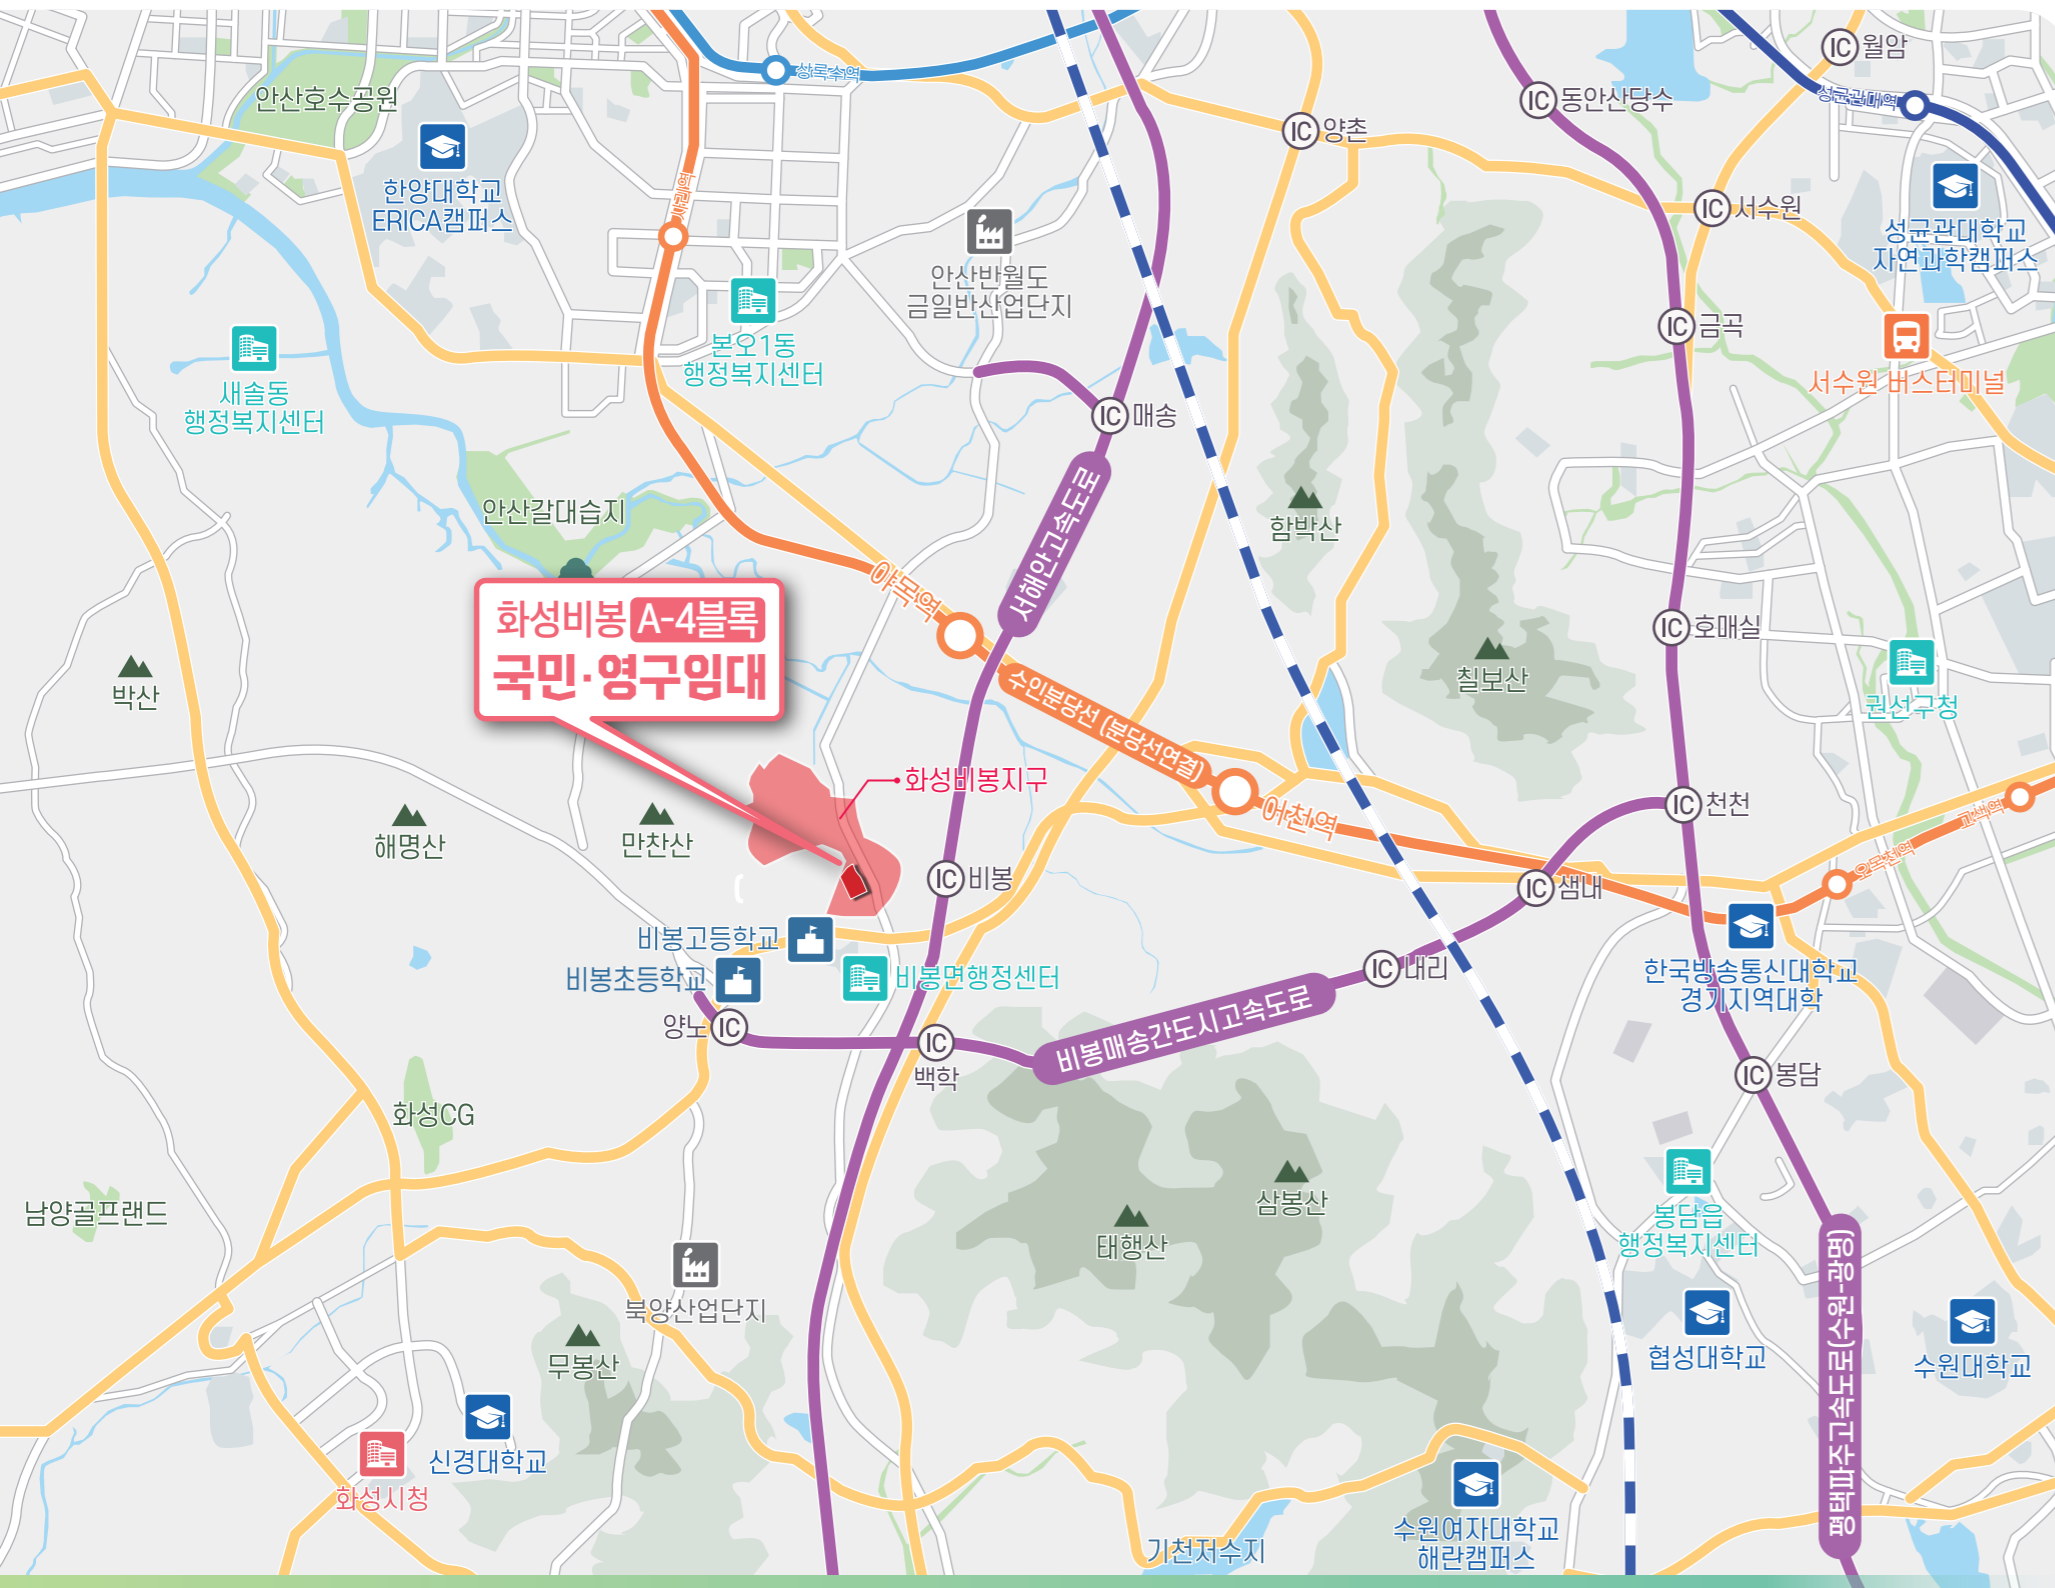 IC 월암
상록수역
안산호수공원
IC 동안산당수
성균관대역
IC 양촌
한양대학교
ERICA캠퍼스
사리역
IC 서수원
성균관대학교
자연과학캠퍼스
안산반월도
금일반산업단지
IC 금곡
본오1동
행정복지센터
새솔동
행정복지센터
서수원 버스터미널
IC 매송
안산갈대습지
서해안고속도로
함박산
야목역
화성비봉 A-4블록
국민·영구임대
IC 호매실
박산
칠보산
권선구청
수인분당선 (분당선연결)
화성비봉지구
어천역
IC 천천
고색역
해명산
만찬산
오목천역
IC 비봉
IC 샘내
비봉고등학교
비봉초등학교
비봉면행정센터
IC 내리
한국방송통신대학교
경기지역대학
양노 IC
IC
백학
비봉매송간도시고속도로
IC 봉담
화성CG
남양골프랜드
삼봉산
태행산
봉담읍
행정복지센터
북양산업단지
무봉산
협성대학교
수원대학교
평택파주고속도로(수원-광명)
신경대학교
화성시청
수원여자대학교
해란캠퍼스
기천저수지